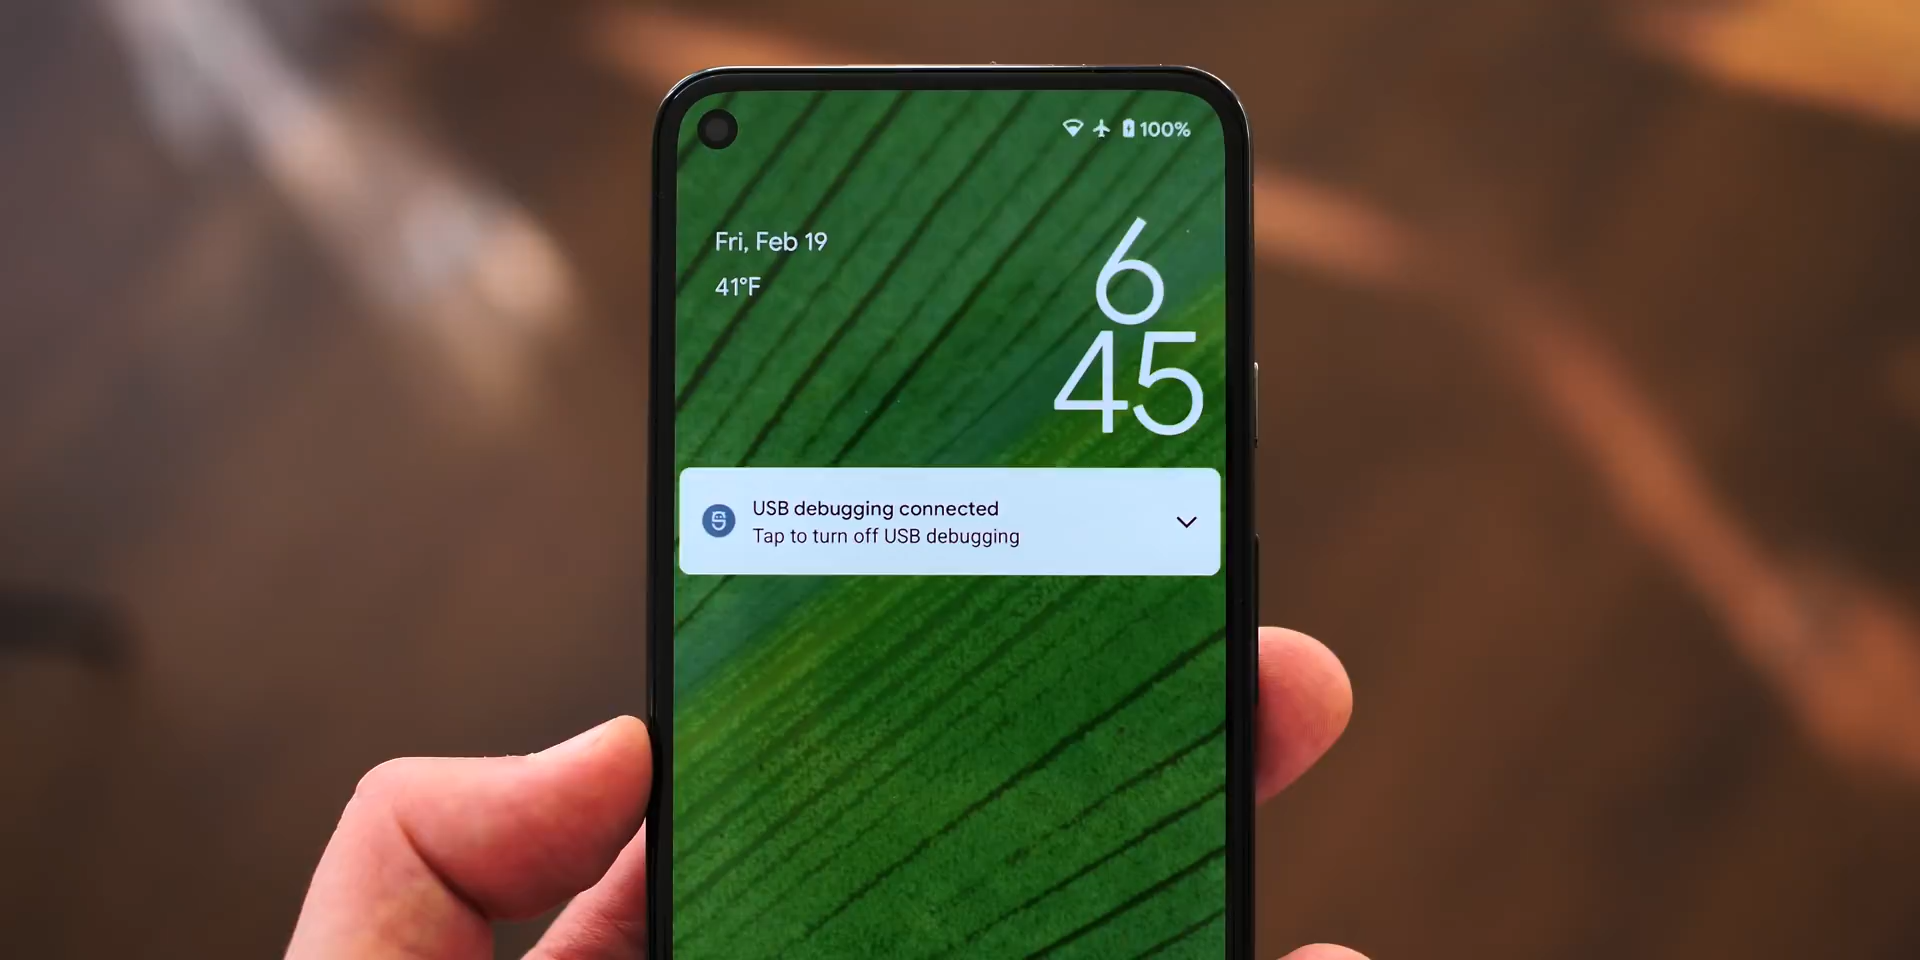 100%
Fri, Feb 19
41°F
6
45
USB debugging connected
Tap to turn off USB debugging